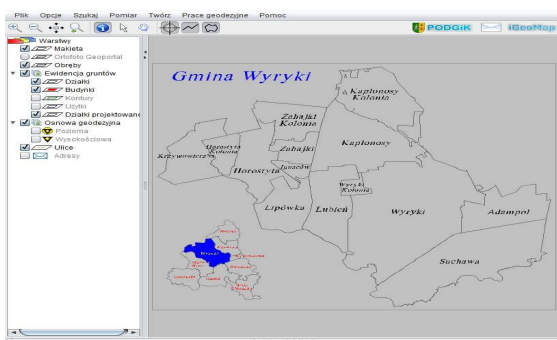 Plik Opcje Szukaj Pomiar Twórz Prace geodezyjne Pomoc
PODGiK iGeoMap
Warstwy
Makieta
Ortofoto Geoportal
Obręby
Ewidencja gruntów
Działki
Budynki
Kontury
Użytki
Działki projektowane
Osnowa geodezyjna
Pozioma
Wysokościowa
Ulice
Adresy
Gmina Wyryki
Kaplonosy
Kolonia
Zahajki
Kolonia
Kaplonosy
Horostyta
Kolonia
Zahajki
Krzywowierzba
Ignaców
Horostyta
Wyryki
Kolonia
Lipówka
Lubień
Wyryki
Adampol
Suchawa
Wyryki